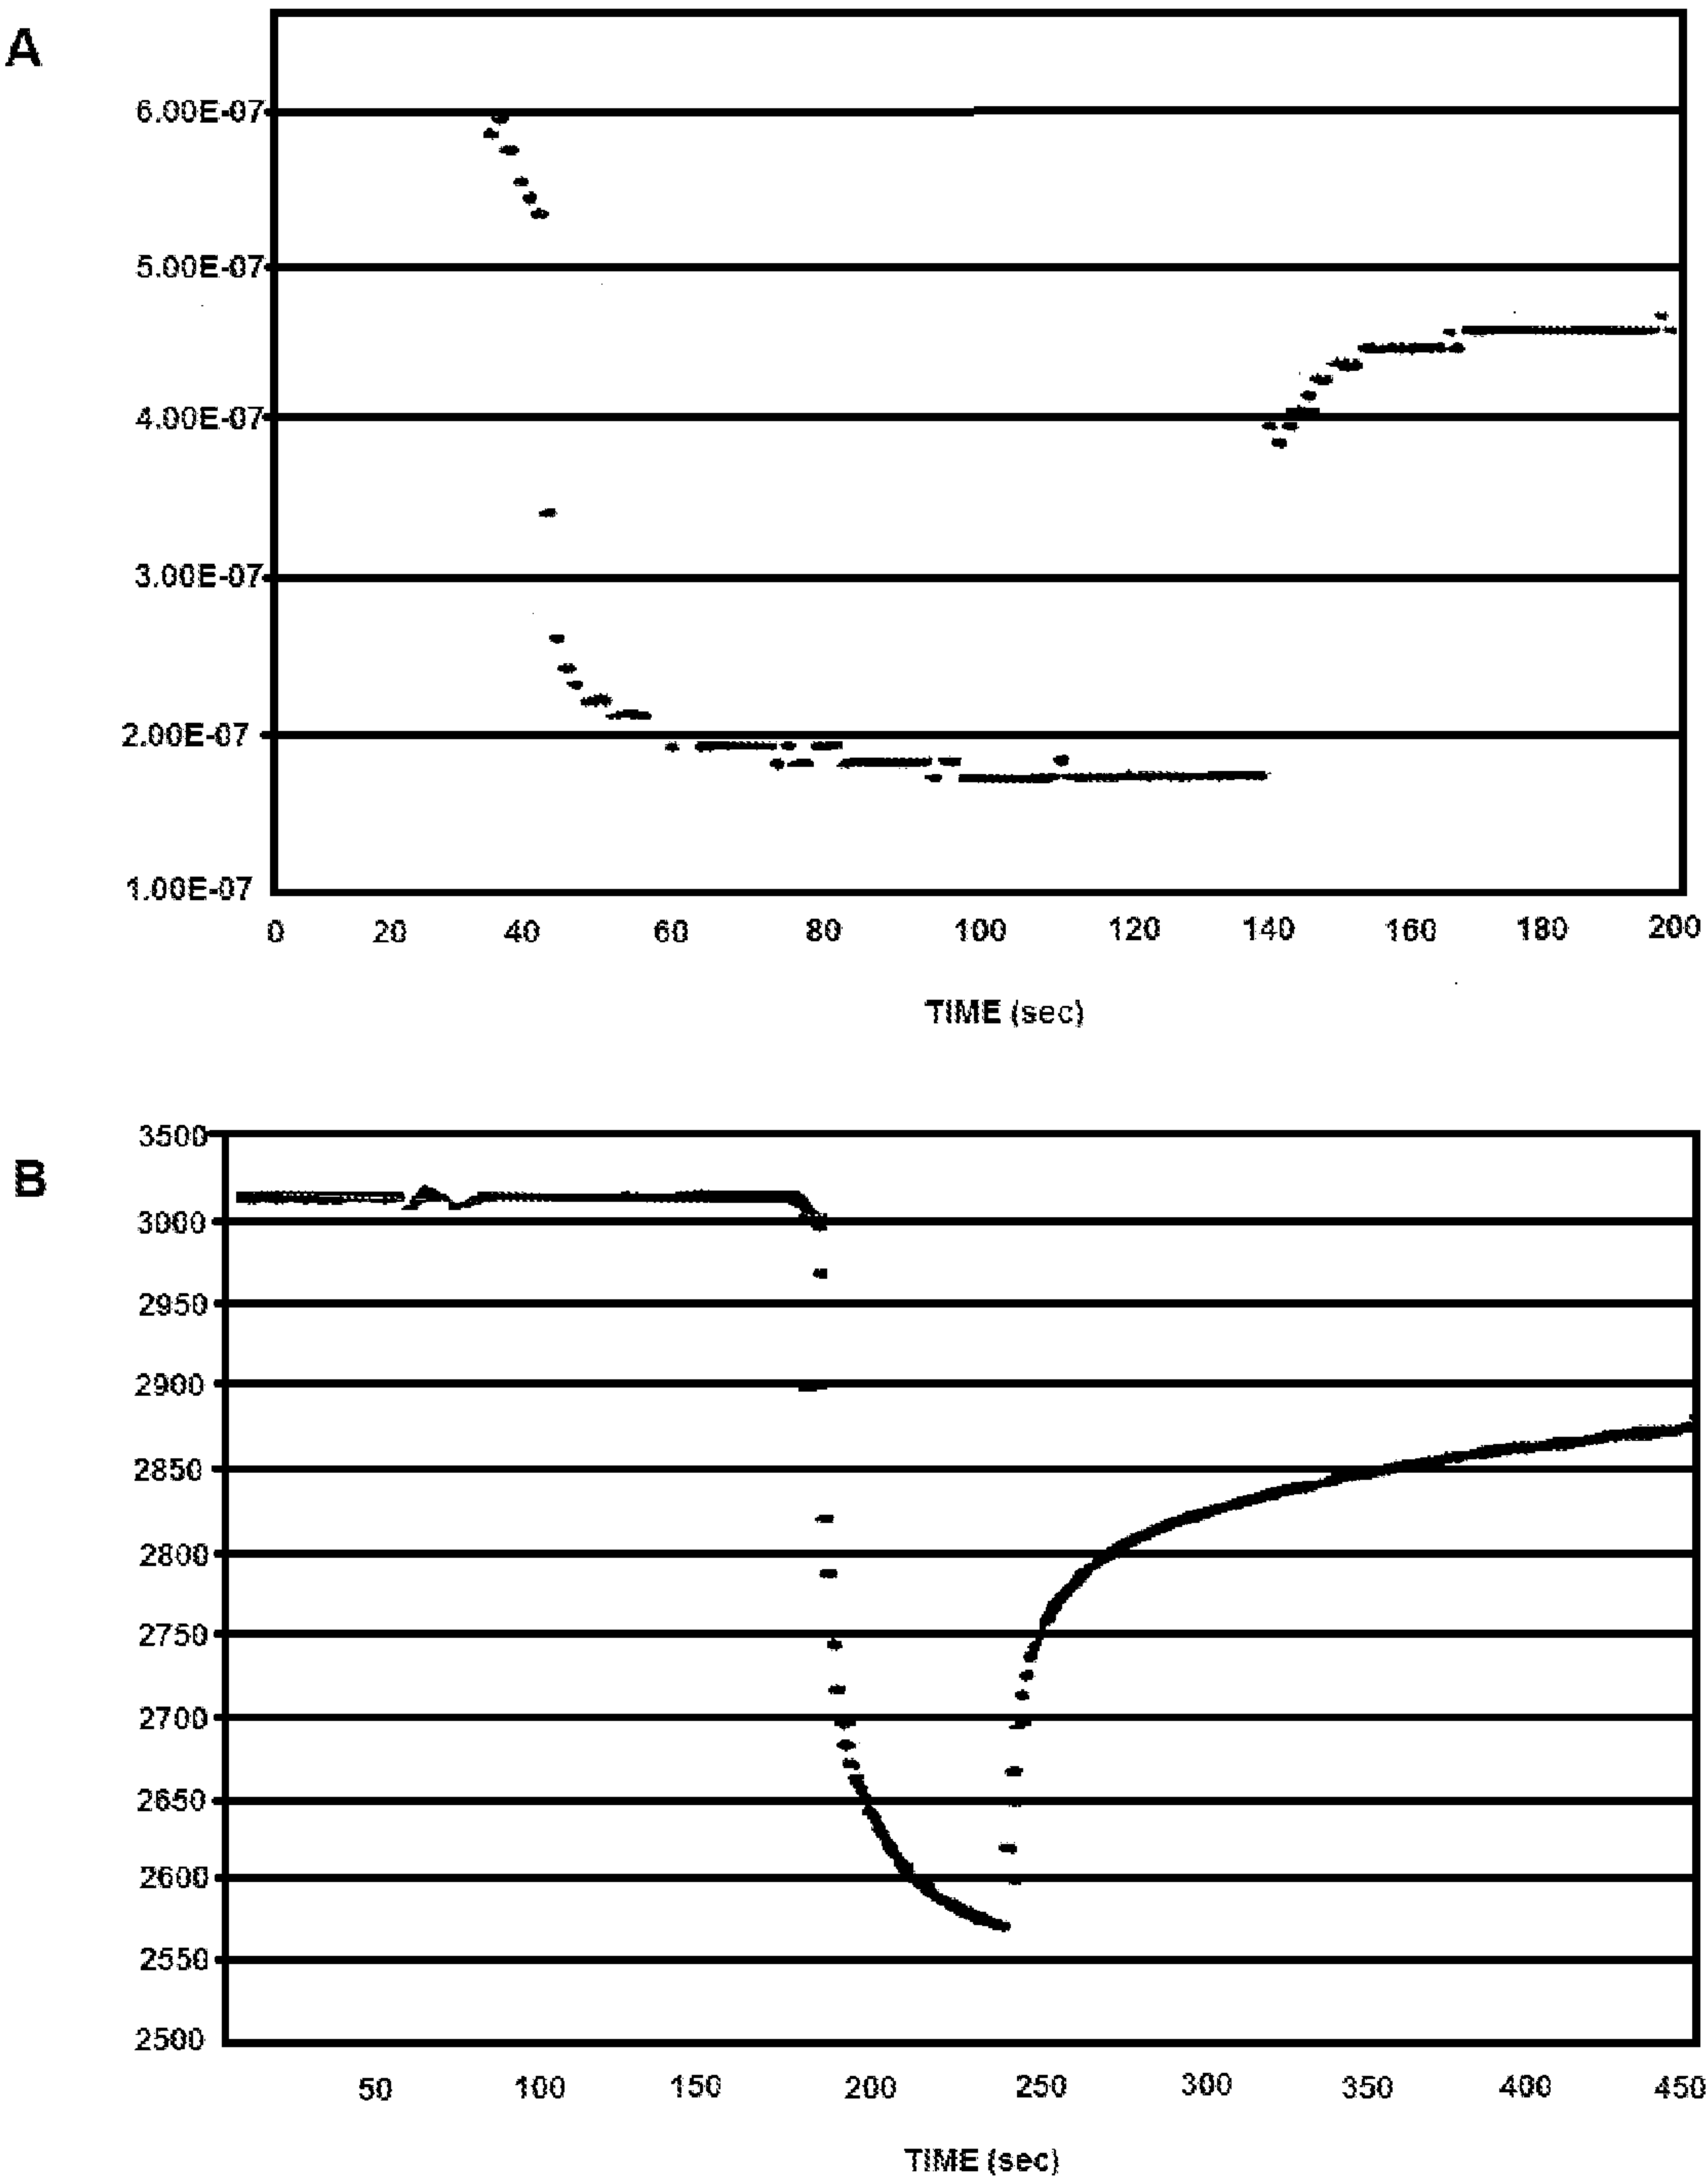 A
6.00E-07
5.00E-07
4.00E-07
3.00E-07
2.00E-07
1.00E-07
0 20 40 60 80 100 120 140 160 180 200
TIME (sec)
B
3500
3000
2950
2900
2850
2800
2750
2700
2650
2600
2550
2500
50 100 150 200 250 300 350 400 450
TIME (sec)